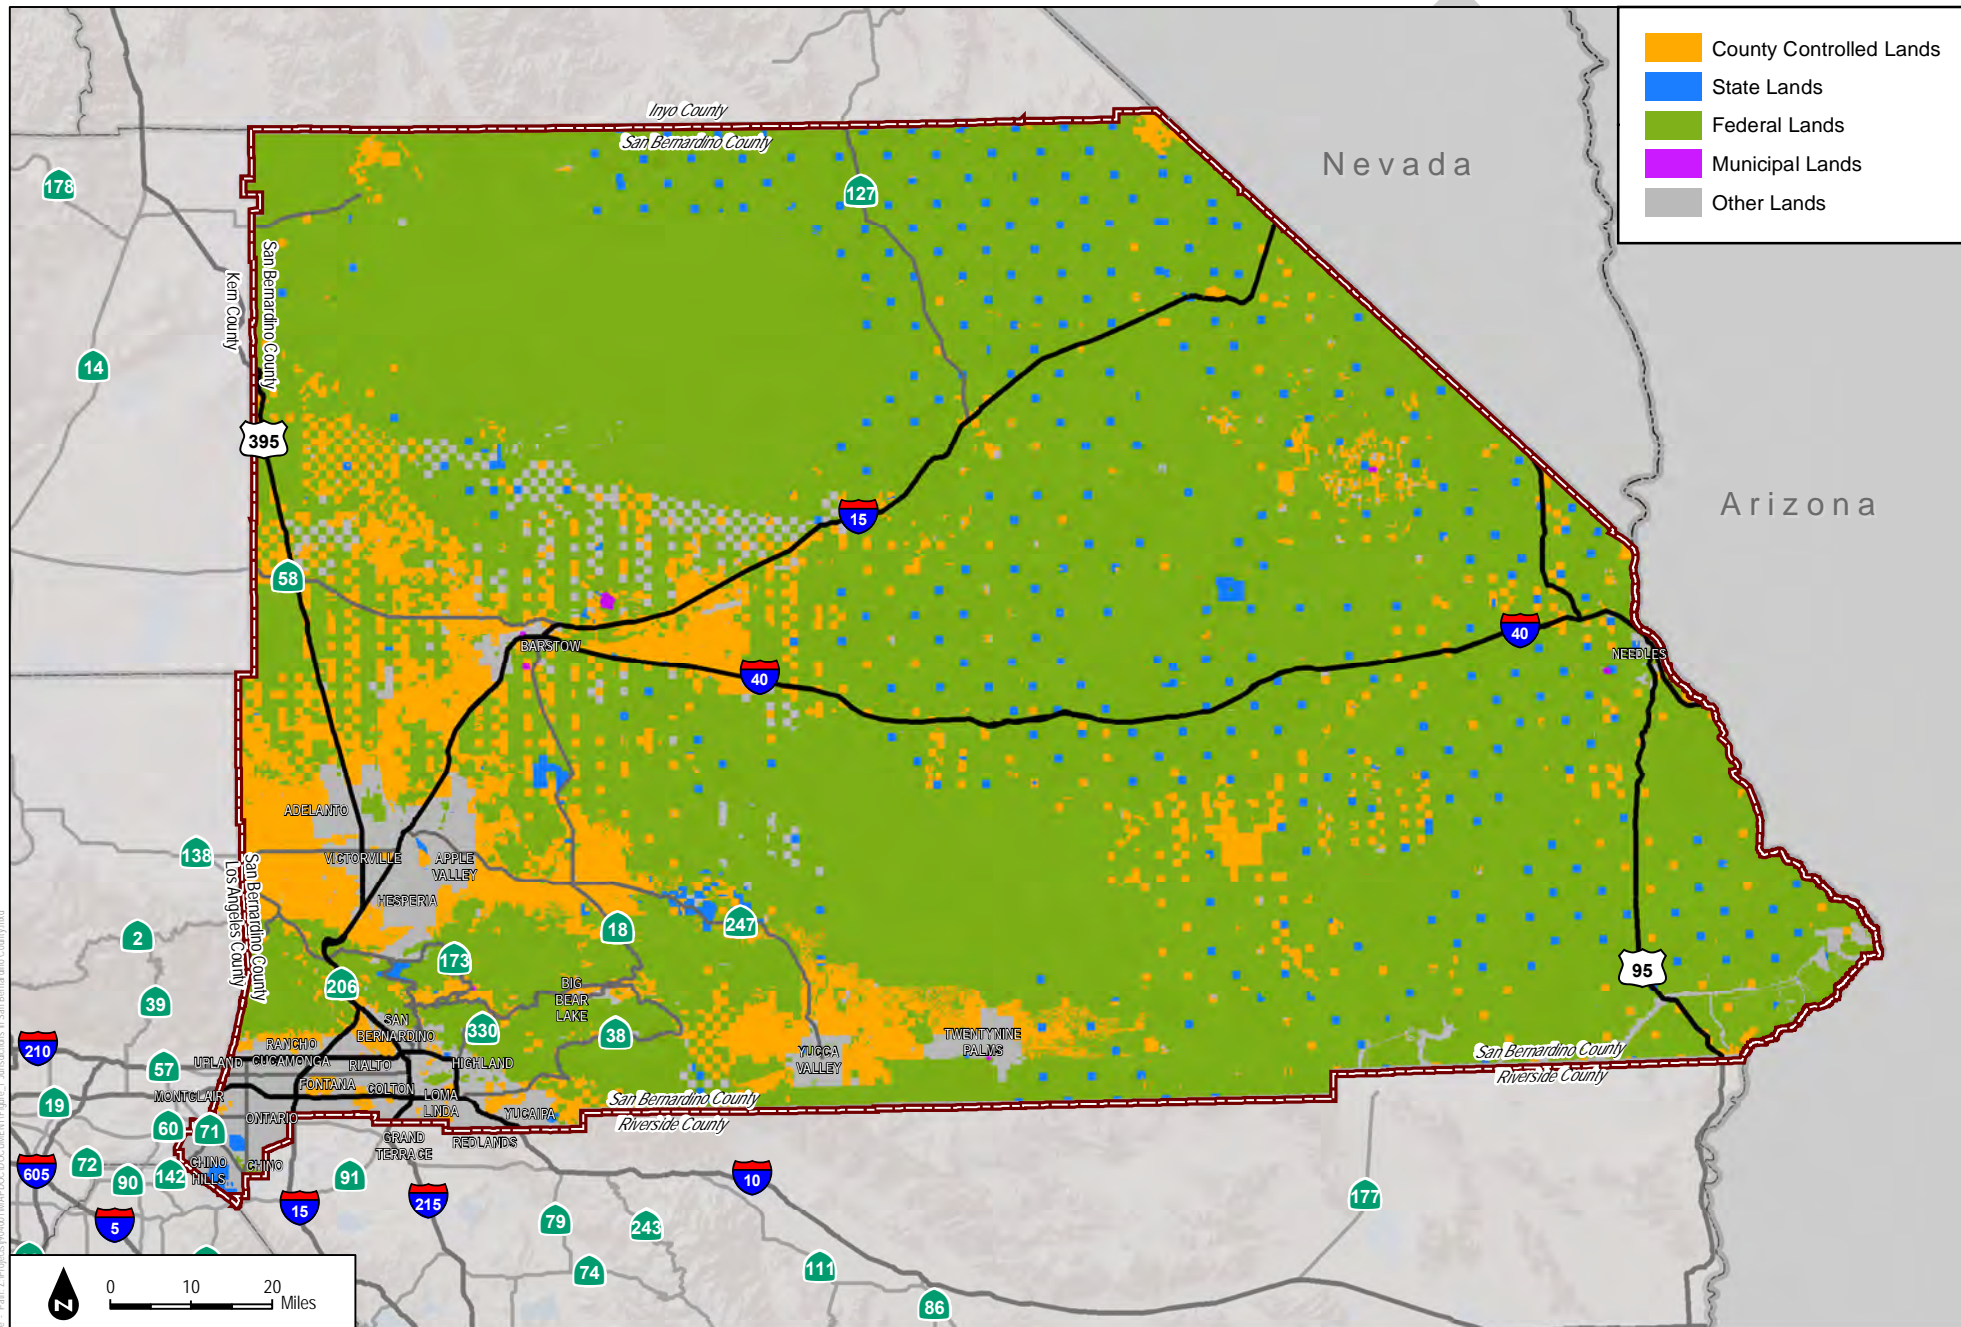 County Controlled Lands
State Lands
Federal Lands
Municipal Lands
Other Lands
Nevada
Arizona
Inyo County
San Bernardino County
178
127
San Bernardino County
Kern County
14
395
15
58
BARSTOW
40
40
NEEDLES
ADELANTO
138
VICTORVILLE
APPLE
VALLEY
San Bernardino County
Los Angeles County
HESPERIA
2
18
247
173
206
95
39
BIG
BEAR
LAKE
SAN
BERNARDINO
330
38
210
RANCHO
CUCAMONGA
TWENTYNINE
PALMS
YUCCA
VALLEY
57
UPLAND
RIALTO
HIGHLAND
San Bernardino County
Riverside County
FONTANA
COLTON
MONTCLAIR
LOMA
LINDA
San Bernardino County
Riverside County
19
ONTARIO
YUCAIPA
60
71
GRAND
TERRACE
REDLANDS
72
CHINO
HILLS
CHINO
605
90
142
91
10
177
5
15
215
79
243
74
111
86
N
0 10 20
Miles